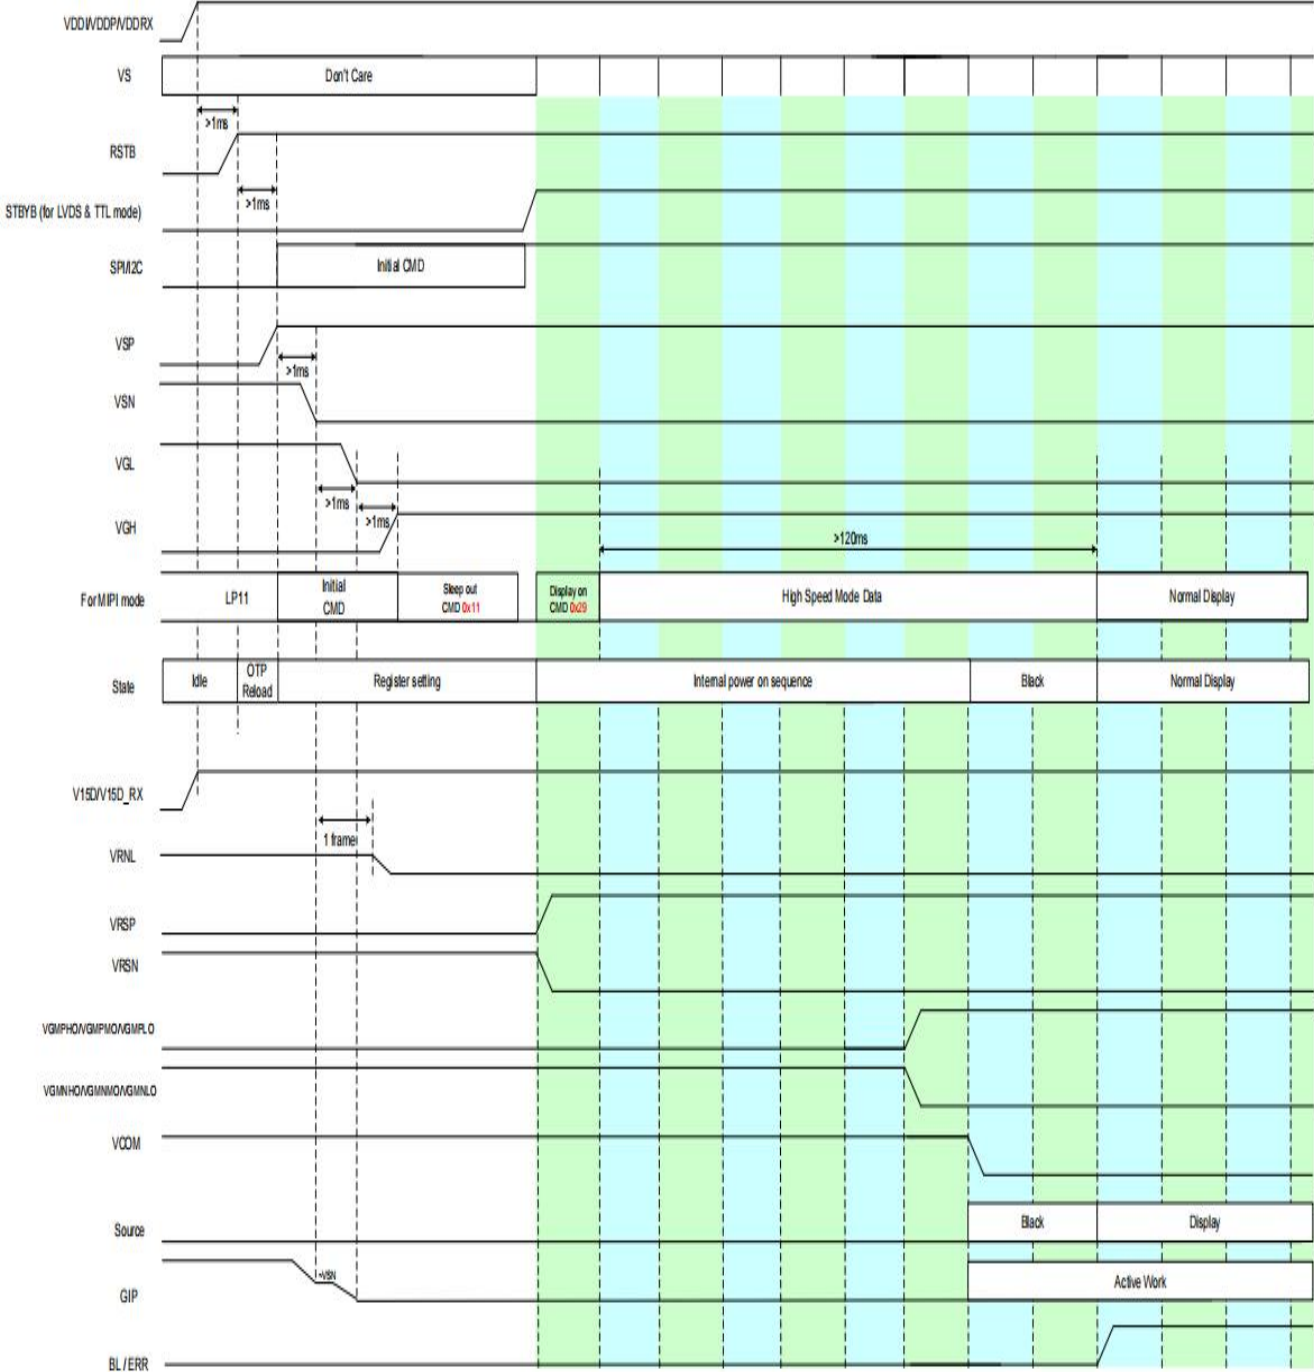 VDDI/VDDP/VDDRX
VS
Don't Care
>1ms
RSTB
>1ms
STBYB (for LVDS & TTL mode)
SPI/I2C
Initial CMD
VSP
>1ms
VSN
VGL
>1ms
>1ms
VGH
>120ms
For MIPI mode
LP11
Initial
CMD
Sleep out
CMD 0x11
Display on
CMD 0x29
High Speed Mode Data
Normal Display
State
Idle
OTP
Reload
Register setting
Internal power on sequence
Black
Normal Display
V15D/V15D_RX
1 frame
VRNL
VRSP
VRSN
VGMPHO/VGMPMO/VGMPLO
VGMNHO/VGMNMO/VGMNLO
VCOM
Source
Black
Display
GIP
~VSN
Active Work
BL / ERR